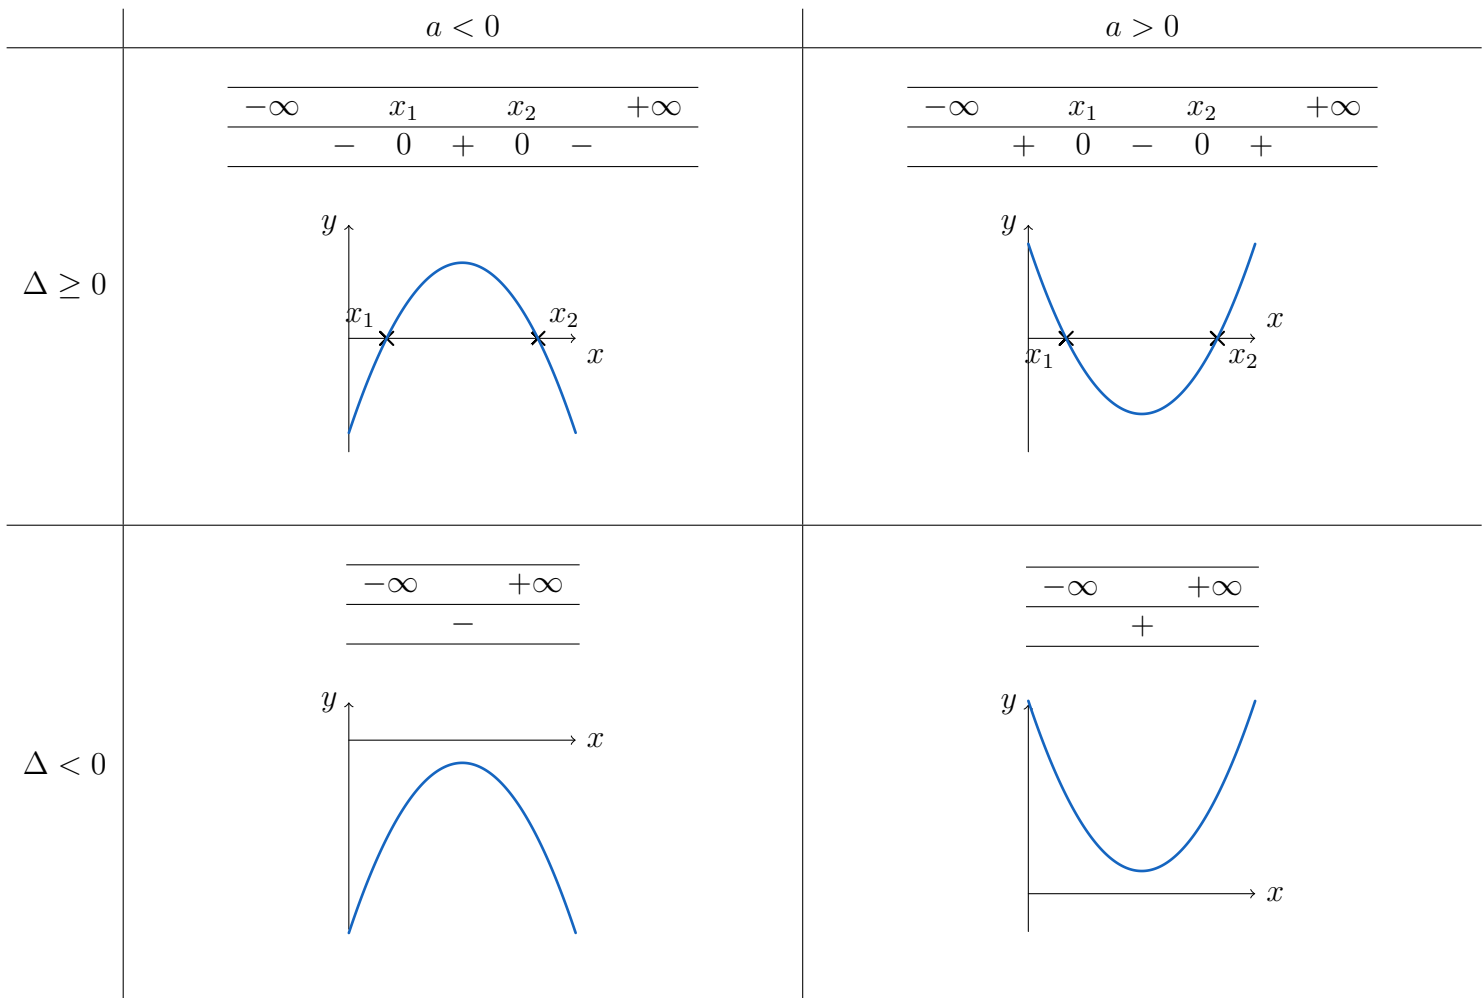 a < 0 a > 0
−∞ x₁ x₂ +∞
− 0 + 0 −
−∞ x₁ x₂ +∞
+ 0 − 0 +
Δ ≥ 0
y
x₁ x₂
x
y
x
x₁ x₂
−∞ +∞
−
−∞ +∞
+
Δ < 0
y
x
y
x